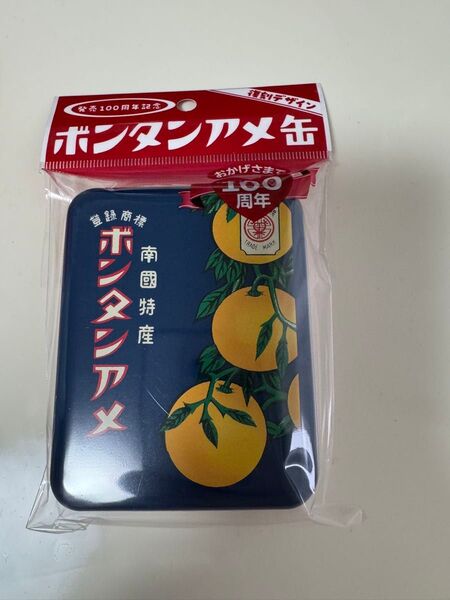 発売100周年記念
復刻デザイン
ボンタンアメ缶
おかげさまで
100
周年
登録商標
ボンタンアメ
南國特産
TRADE MARK